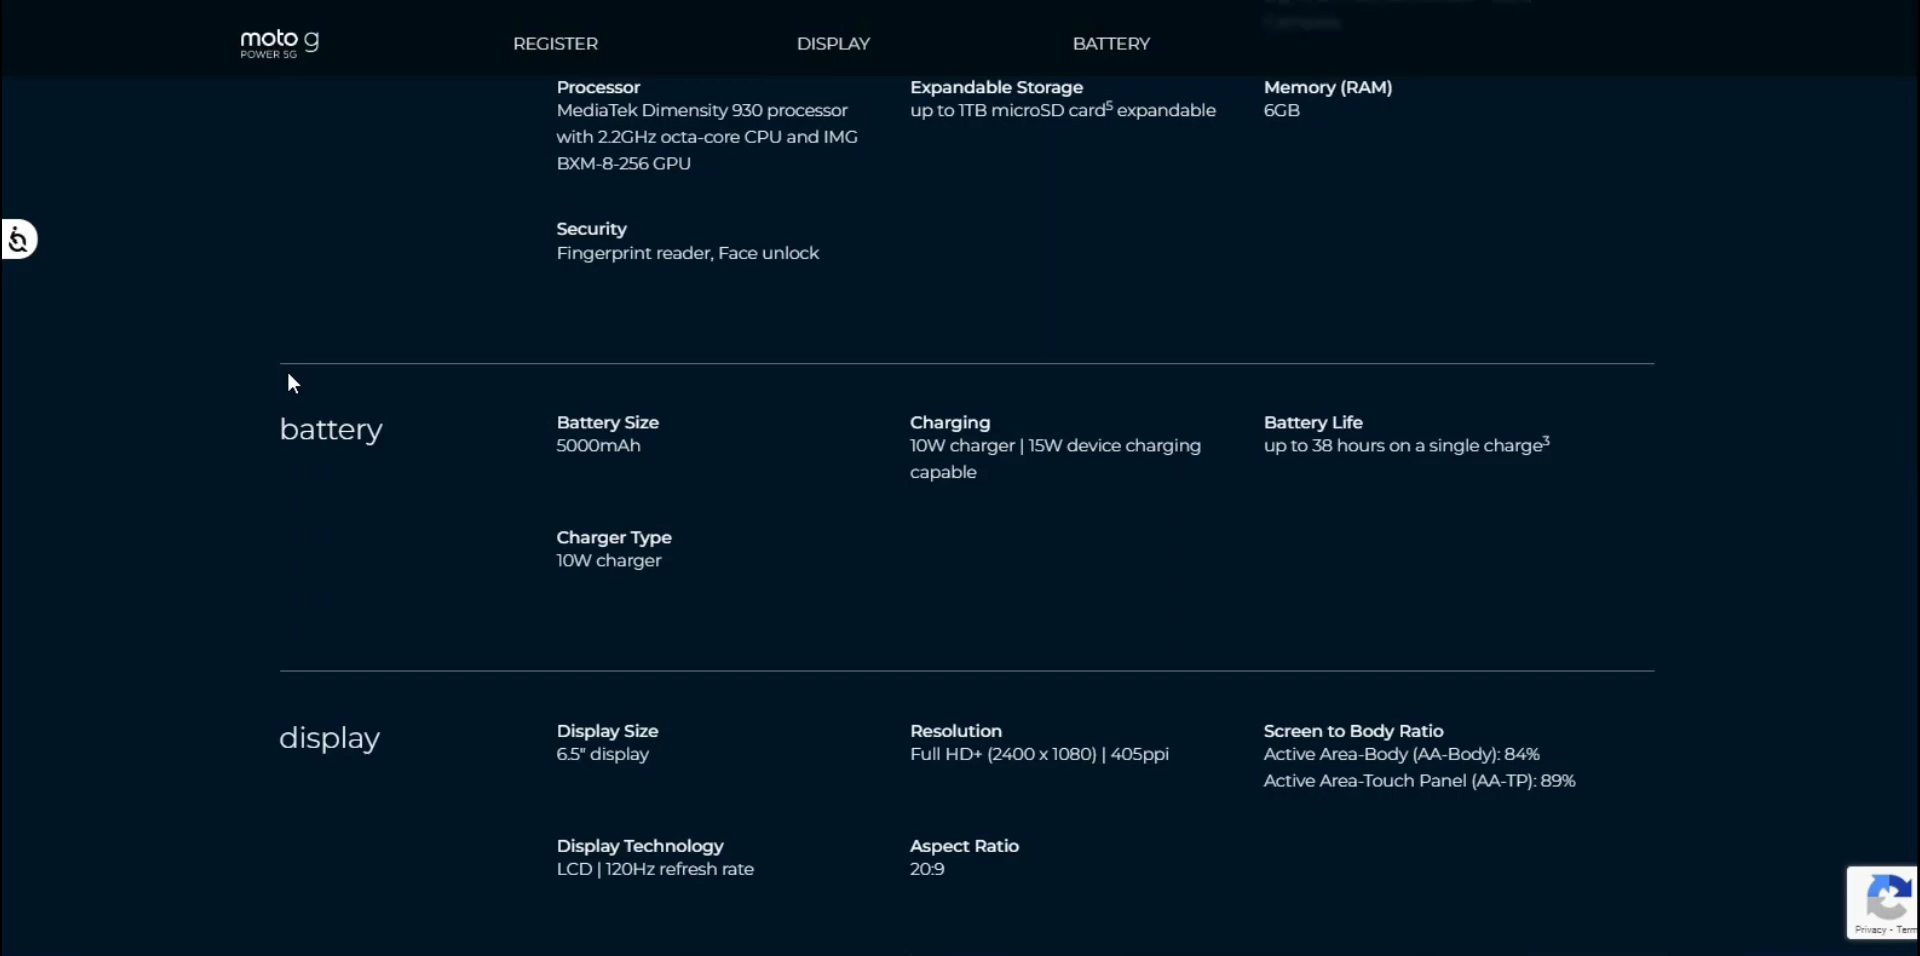 moto g
POWER 5G
REGISTER
DISPLAY
BATTERY
Processor
MediaTek Dimensity 930 processor
with 2.2GHz octa-core CPU and IMG
BXM-8-256 GPU
Expandable Storage
up to 1TB microSD card⁵ expandable
Memory (RAM)
6GB
Security
Fingerprint reader, Face unlock
battery
Battery Size
5000mAh
Charging
10W charger | 15W device charging
capable
Battery Life
up to 38 hours on a single charge³
Charger Type
10W charger
display
Display Size
6.5" display
Resolution
Full HD+ (2400 x 1080) | 405ppi
Screen to Body Ratio
Active Area-Body (AA-Body): 84%
Active Area-Touch Panel (AA-TP): 89%
Display Technology
LCD | 120Hz refresh rate
Aspect Ratio
20:9
Privacy - Term